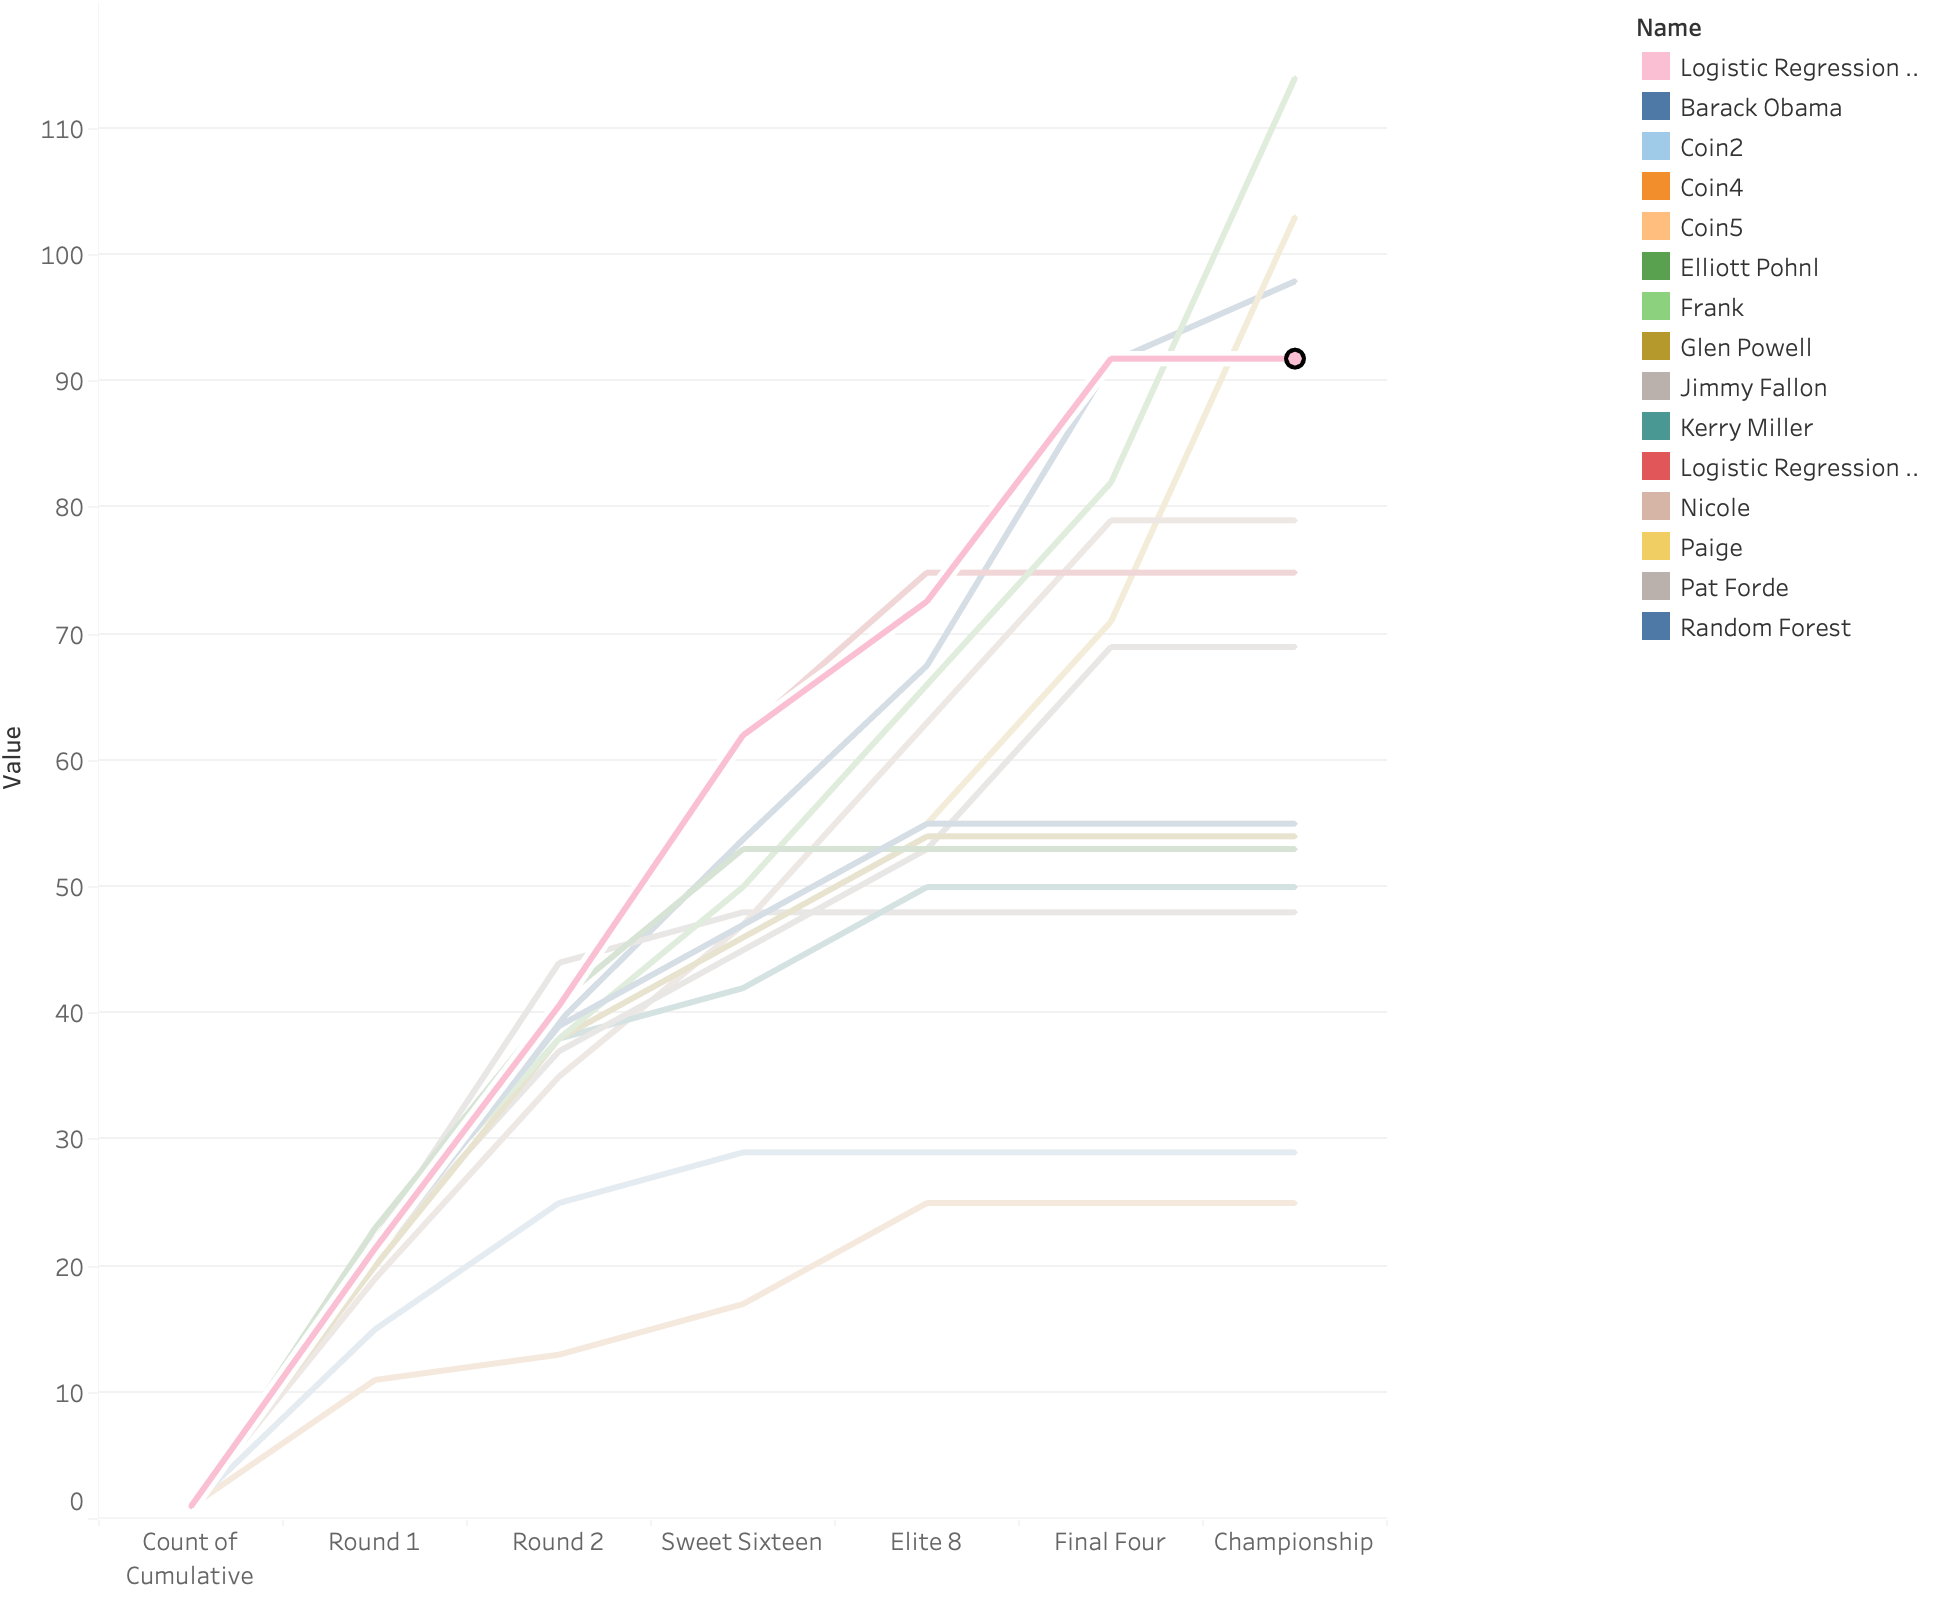 Name
Logistic Regression ..
Barack Obama
Coin2
Coin4
Coin5
Elliott Pohnl
Frank
Glen Powell
Jimmy Fallon
Kerry Miller
Logistic Regression ..
Nicole
Paige
Pat Forde
Random Forest
Value
110
100
90
80
70
60
50
40
30
20
10
0
Count of
Cumulative
Round 1
Round 2
Sweet Sixteen
Elite 8
Final Four
Championship